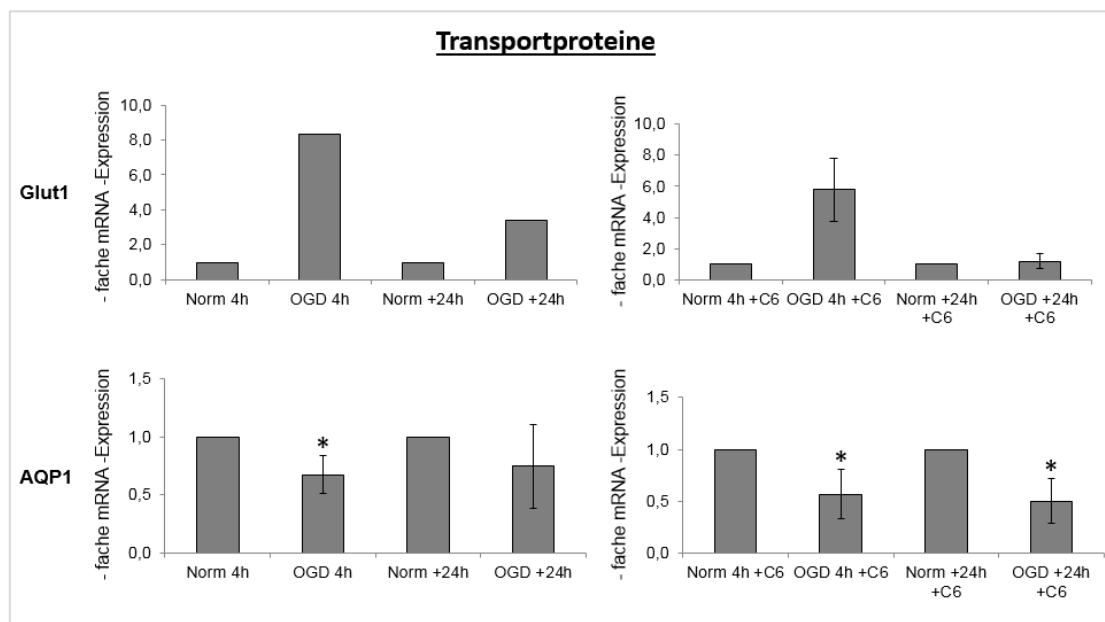 Transportproteine
Glut1
- fache mRNA -Expression
10,0
8,0
6,0
4,0
2,0
0,0
Norm 4h
OGD 4h
Norm +24h
OGD +24h
- fache mRNA -Expression
10,0
8,0
6,0
4,0
2,0
0,0
Norm 4h +C6
OGD 4h +C6
Norm +24h
+C6
OGD +24h
+C6
AQP1
- fache mRNA -Expression
1,5
1,0
0,5
0,0
*
Norm 4h
OGD 4h
Norm +24h
OGD +24h
- fache mRNA -Expression
1,5
1,0
0,5
0,0
*
*
Norm 4h +C6
OGD 4h +C6
Norm +24h
+C6
OGD +24h
+C6